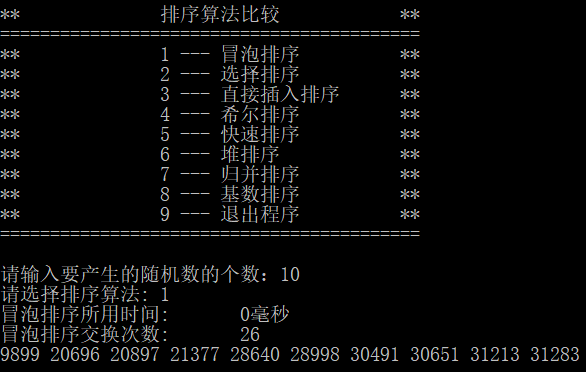 ** 排序算法比较 **
==========================================
** 1 --- 冒泡排序 **
** 2 --- 选择排序 **
** 3 --- 直接插入排序 **
** 4 --- 希尔排序 **
** 5 --- 快速排序 **
** 6 --- 堆排序 **
** 7 --- 归并排序 **
** 8 --- 基数排序 **
** 9 --- 退出程序 **
==========================================
请输入要产生的随机数的个数：10
请选择排序算法: 1
冒泡排序所用时间: 0毫秒
冒泡排序交换次数: 26
9899 20696 20897 21377 28640 28998 30491 30651 31213 31283